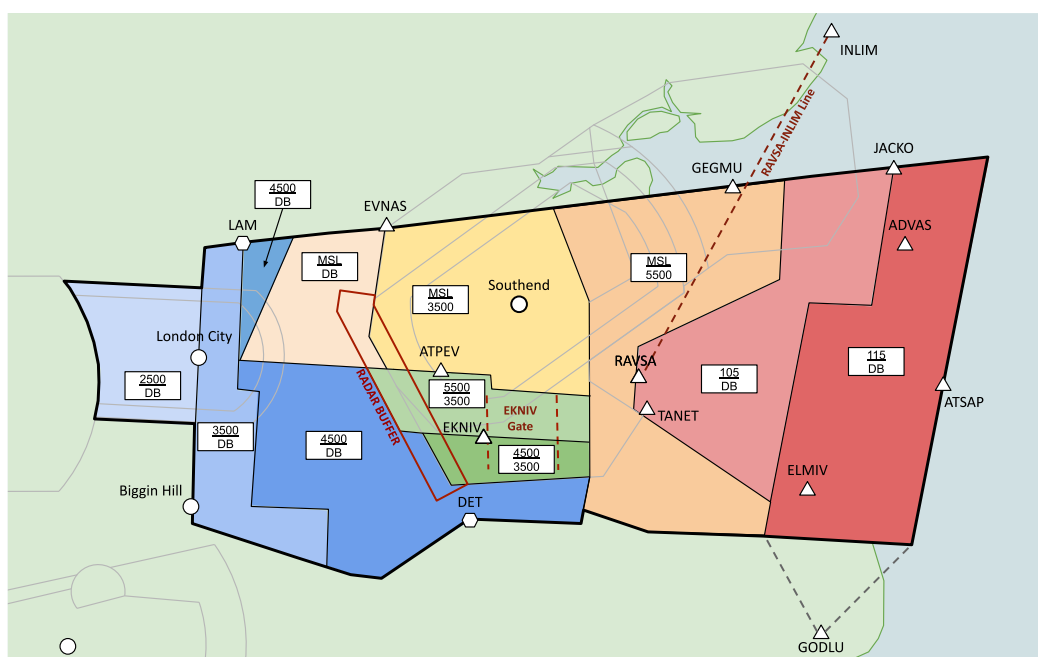 INLIM
RAVSA-INLIM Line
JACKO
GEGMU
4500
DB
EVNAS
LAM
ADVAS
MSL
DB
MSL
5500
MSL
3500
Southend
London City
ATPEV
RAVSA
115
DB
2500
DB
RADAR BUFFER
5500
3500
105
DB
ATSAP
EKNIV
Gate
TANET
EKNIV
3500
DB
4500
DB
4500
3500
ELMIV
Biggin Hill
DET
GODLU